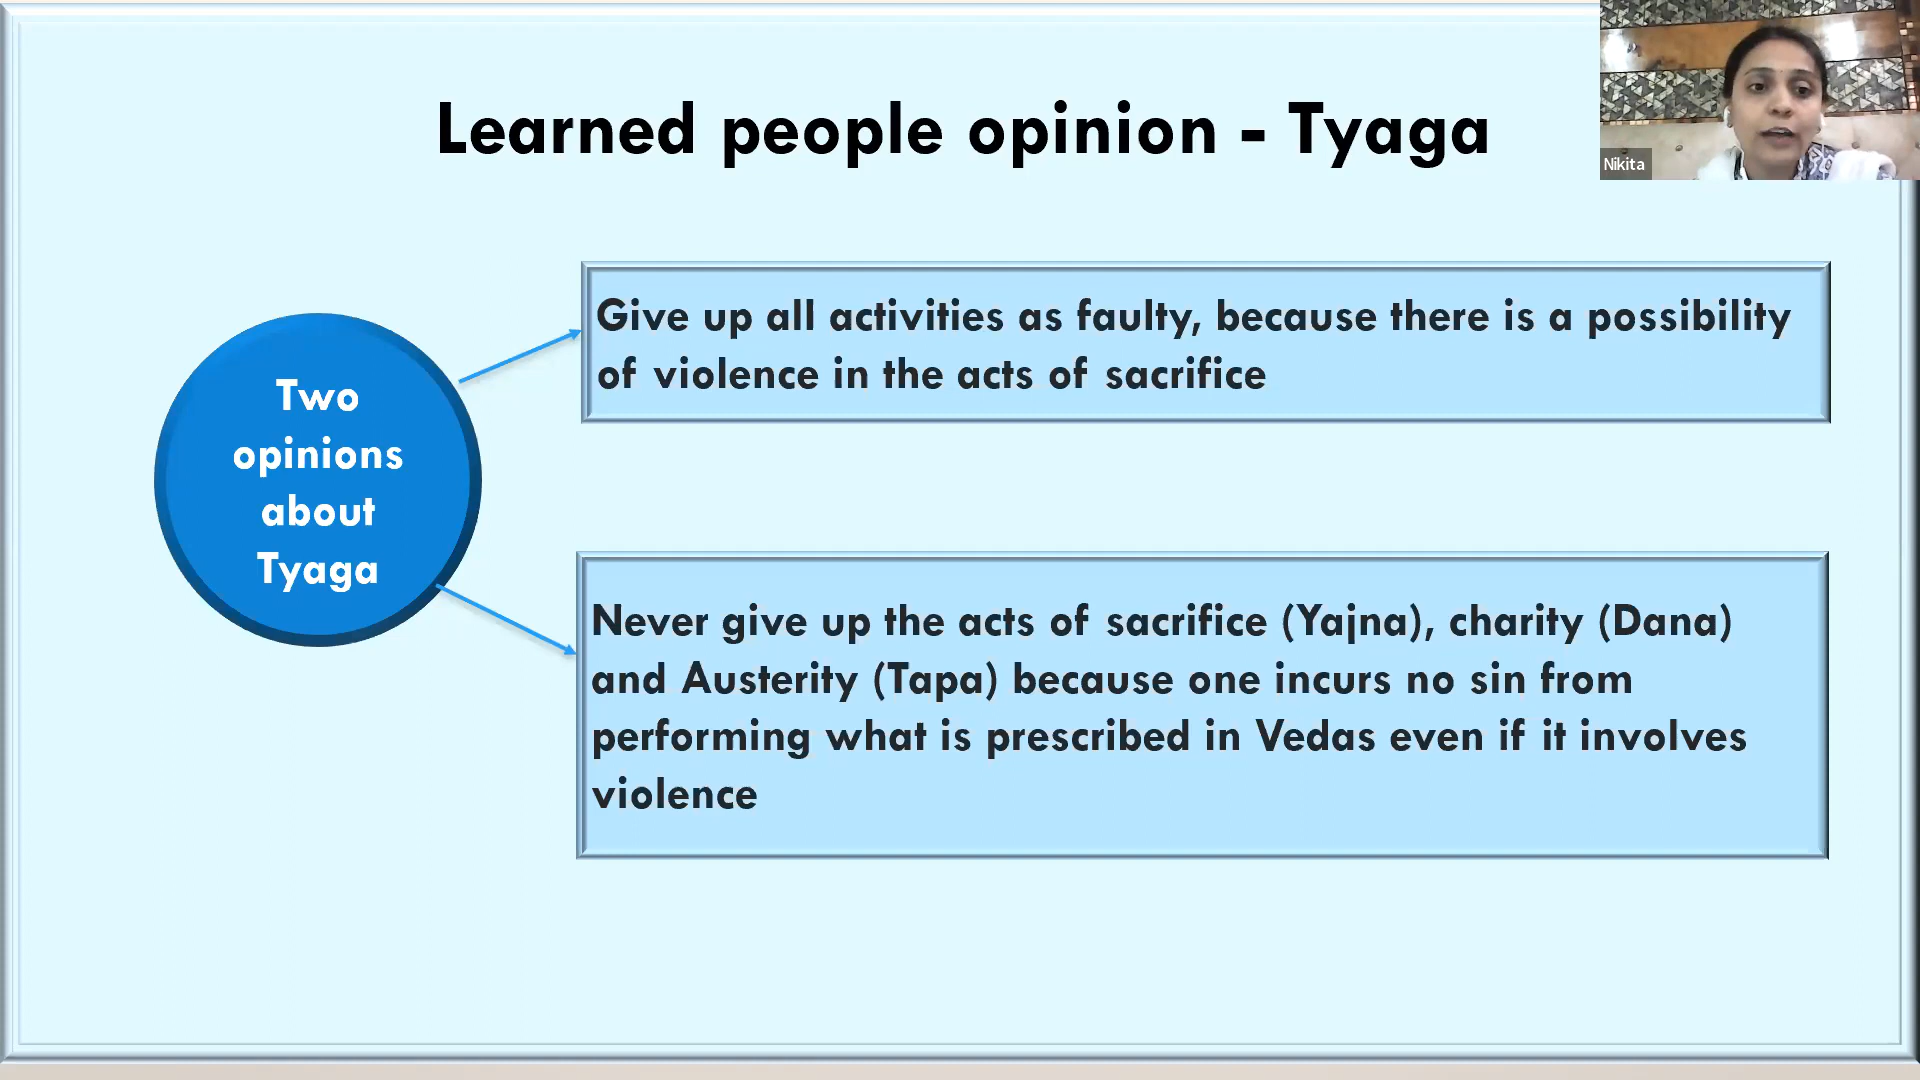 Learned people opinion - Tyaga
Nikita
Two
opinions
about
Tyaga
Give up all activities as faulty, because there is a possibility
of violence in the acts of sacrifice
Never give up the acts of sacrifice (Yajna), charity (Dana)
and Austerity (Tapa) because one incurs no sin from
performing what is prescribed in Vedas even if it involves
violence